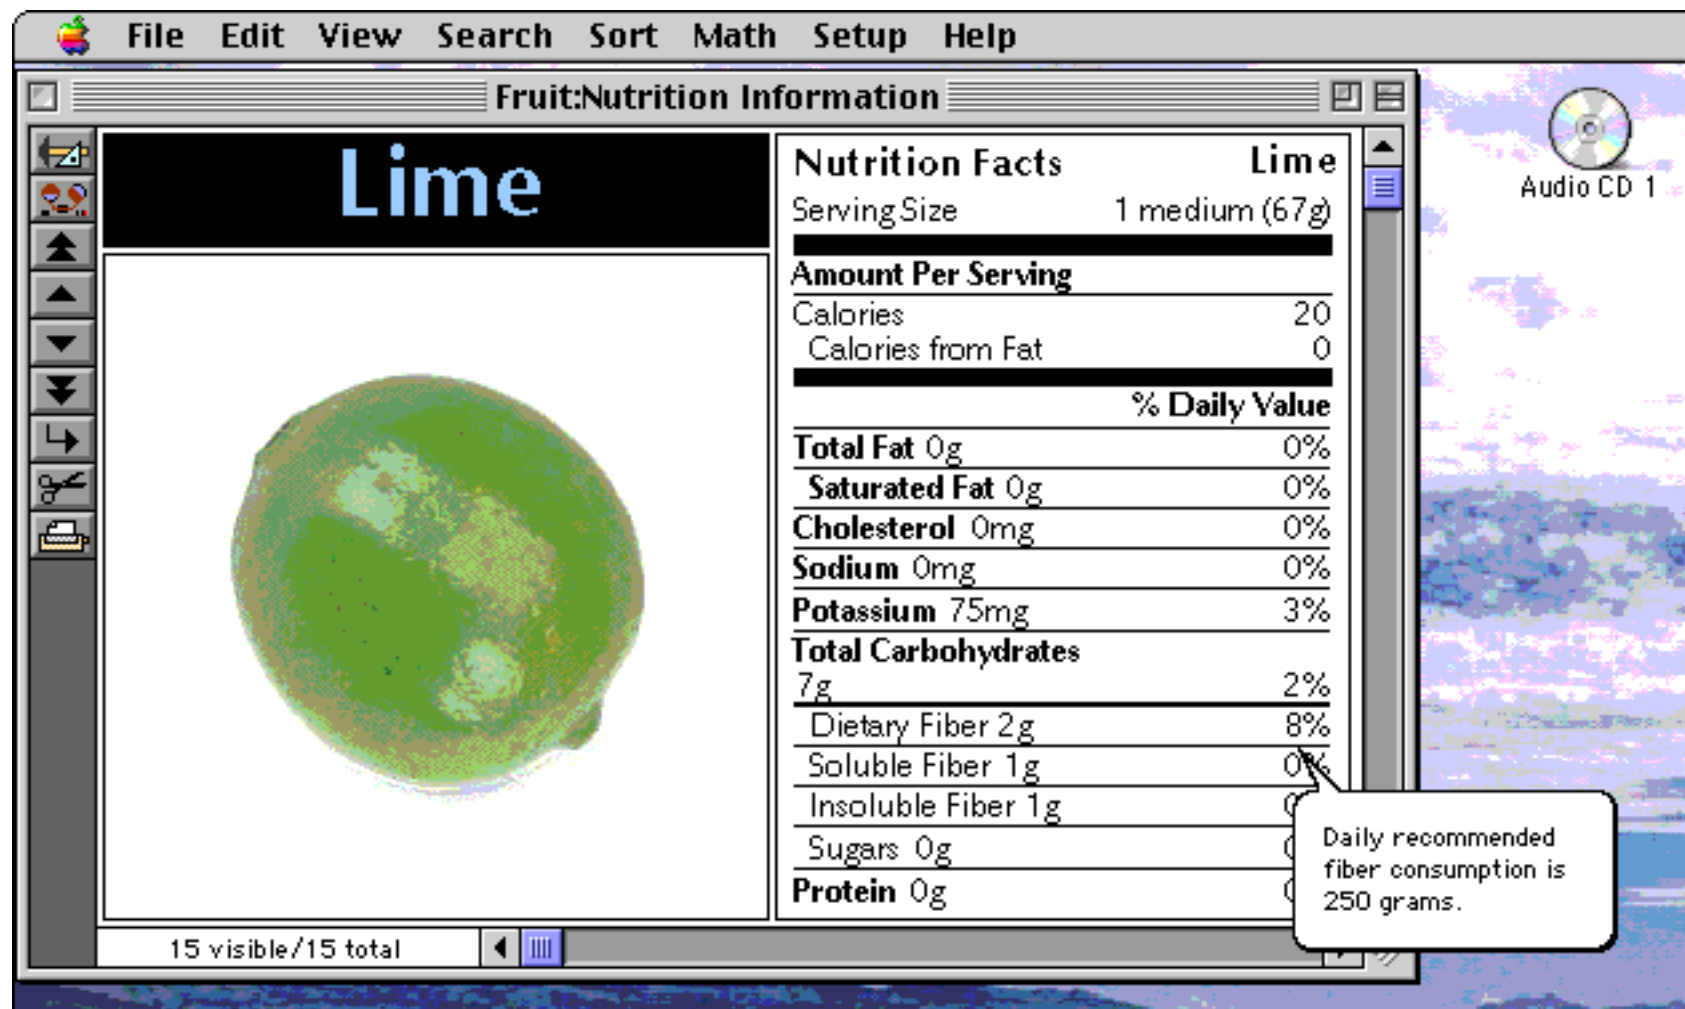 File Edit View Search Sort Math Setup Help
Fruit:Nutrition Information
Audio CD 1
Lime
Nutrition Facts Lime
Serving Size 1 medium (67g)
Amount Per Serving
Calories 20
Calories from Fat 0
% Daily Value
Total Fat 0g 0%
Saturated Fat 0g 0%
Cholesterol 0mg 0%
Sodium 0mg 0%
Potassium 75mg 3%
Total Carbohydrates
7g 2%
Dietary Fiber 2g 8%
Soluble Fiber 1g 0%
Insoluble Fiber 1g
Sugars 0g
Protein 0g
Daily recommended
fiber consumption is
250 grams.
15 visible/15 total